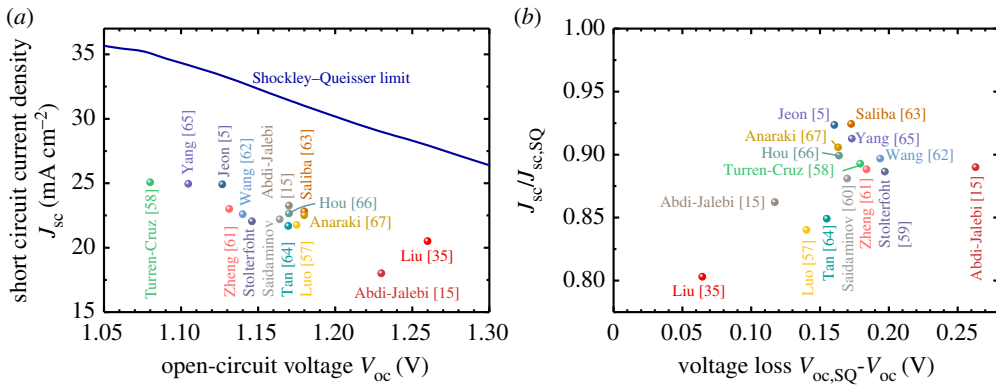 (a)
35
30
25
20
15
short circuit current density
Jsc (mA cm−2)
Shockley–Queisser limit
Turren-Cruz [58]
Yang [65]
Jeon [5]
Zheng [61]
Wang [62]
Stolterfoht
Saidaminov
Abdi-Jalebi
[15]
Tan [64]
Saliba [63]
Hou [66]
Anaraki [67]
Luo [57]
Liu [35]
Abdi-Jalebi [15]
1.05 1.10 1.15 1.20 1.25 1.30
open-circuit voltage Voc (V)
(b)
1.00
0.95
0.90
0.85
0.80
Jsc/Jsc,SQ
Jeon [5]
Saliba [63]
Anaraki [67]
Yang [65]
Hou [66]
Wang [62]
Turren-Cruz [58]
Abdi-Jalebi [15]
Liu [35]
Luo [57]
Tan [64]
Saidaminov [60]
Zheng [61]
Stolterfoht
[59]
Abdi-Jalebi [15]
0 0.05 0.10 0.15 0.20 0.25
voltage loss Voc,SQ-Voc (V)